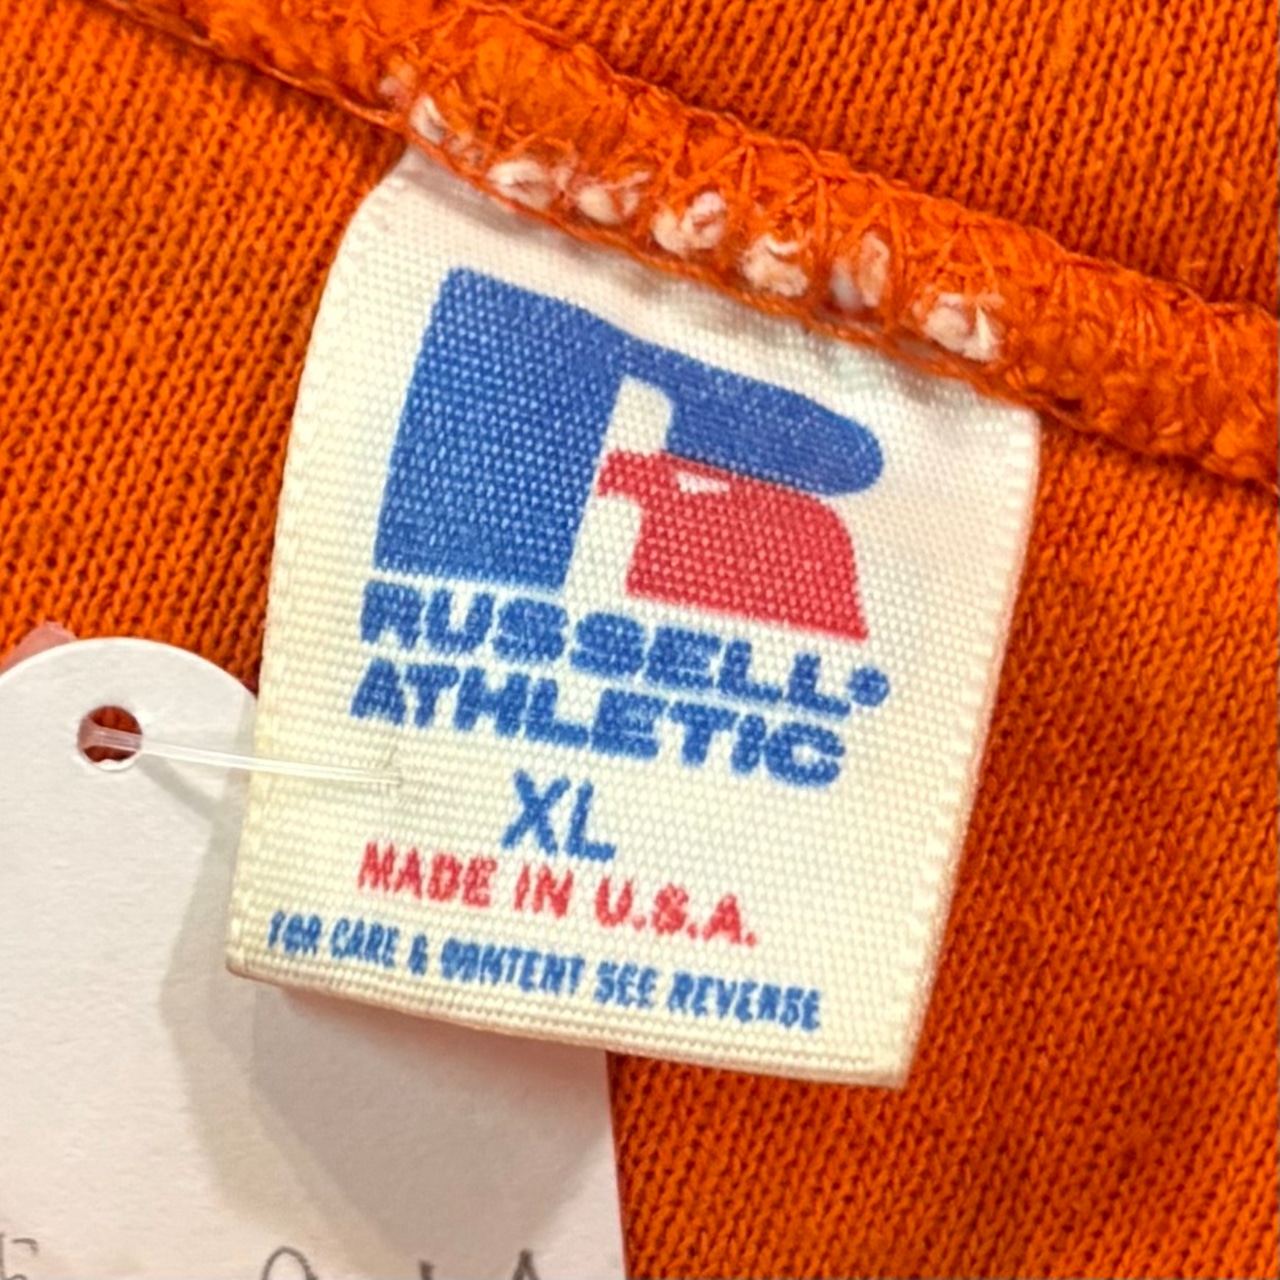 RUSSELL®
ATHLETIC
XL
MADE IN U.S.A.
FOR CARE & CONTENT SEE REVERSE